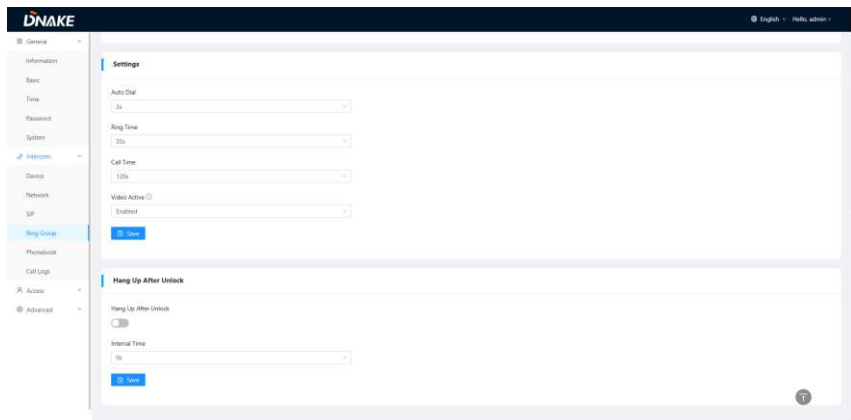 DNAKE
English
Hello, admin
General
Information
Basic
Time
Password
System
Intercom
Device
Network
SIP
Ring Group
Phonebook
Call Logs
Access
Advanced
Settings
Auto Dial
Ring Time
35s
Call Time
120s
Video Active
Enabled
Save
Hang Up After Unlock
Hang Up After Unlock
Interval Time
0s
Save